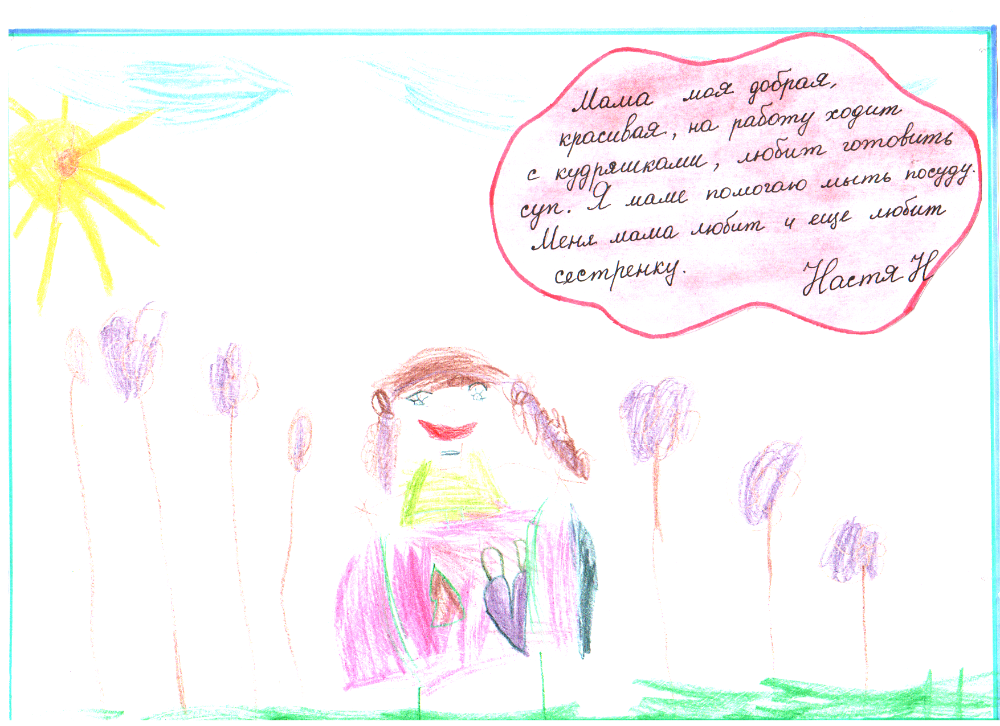 Мама моя добрая,
красивая, на работу ходит
с кудряшками, любит готовить
суп. Я маме помогаю мыть посуду.
Меня мама любит и еще любит
сестренку.
Настя Н